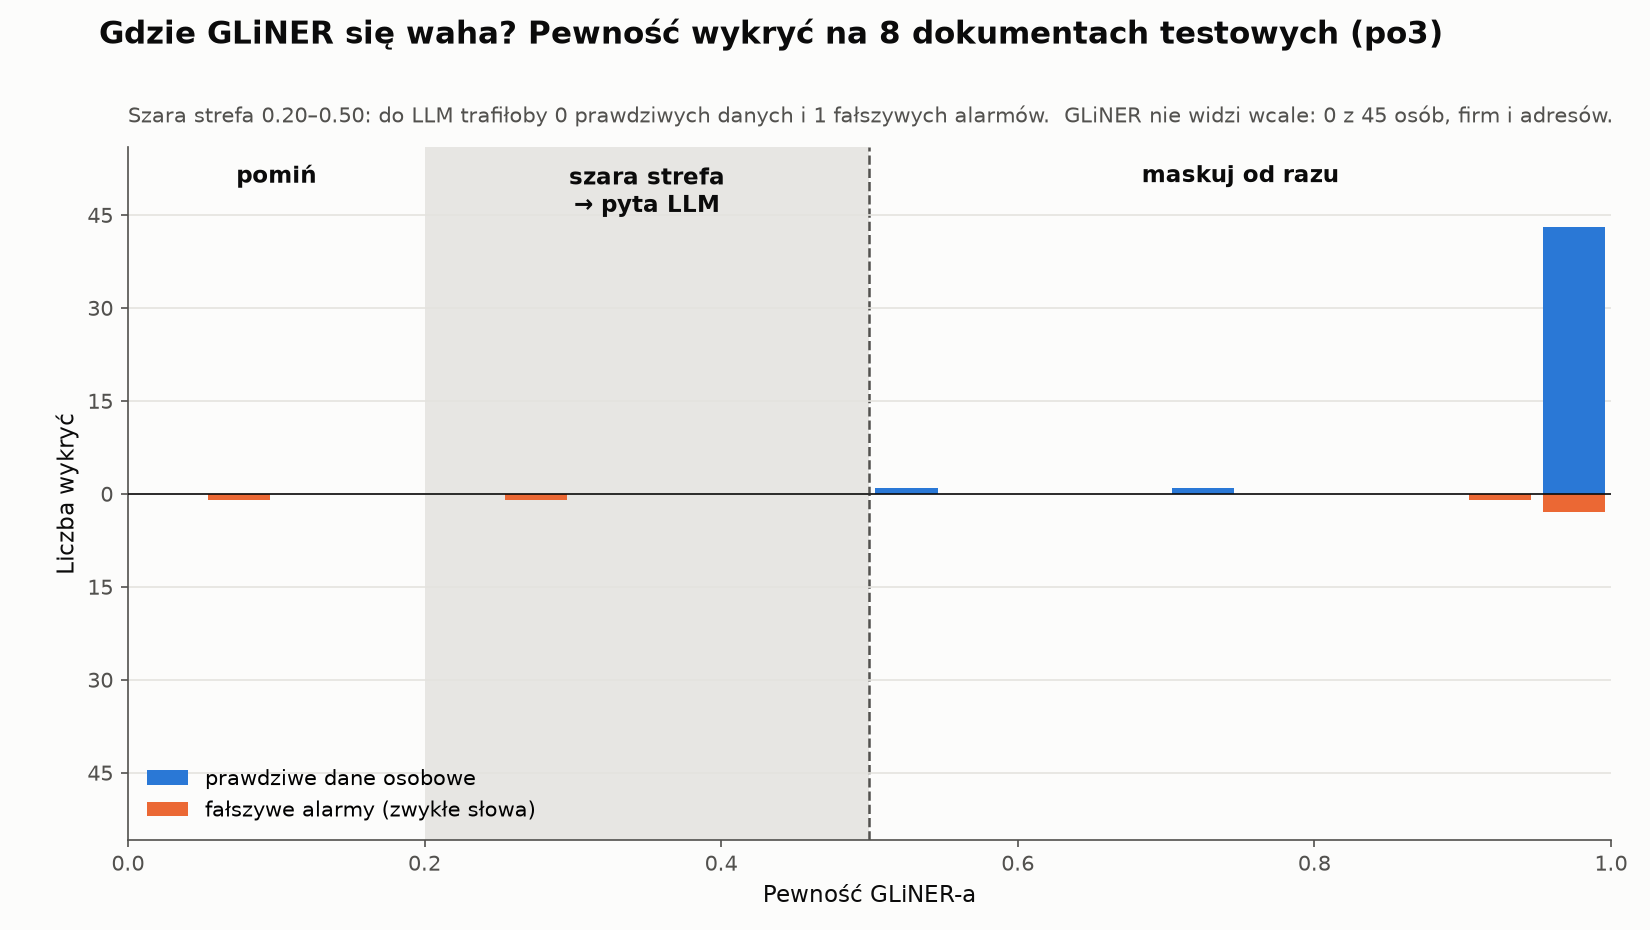 Gdzie GLiNER się waha? Pewność wykryć na 8 dokumentach testowych (po3)
Szara strefa 0.20–0.50: do LLM trafiłoby 0 prawdziwych danych i 1 fałszywych alarmów.  GLiNER nie widzi wcale: 0 z 45 osób, firm i adresów.
pomiń
szara strefa
→ pyta LLM
maskuj od razu
45
30
15
0
15
30
45
Liczba wykryć
prawdziwe dane osobowe
fałszywe alarmy (zwykłe słowa)
0.0 0.2 0.4 0.6 0.8 1.0
Pewność GLiNER-a